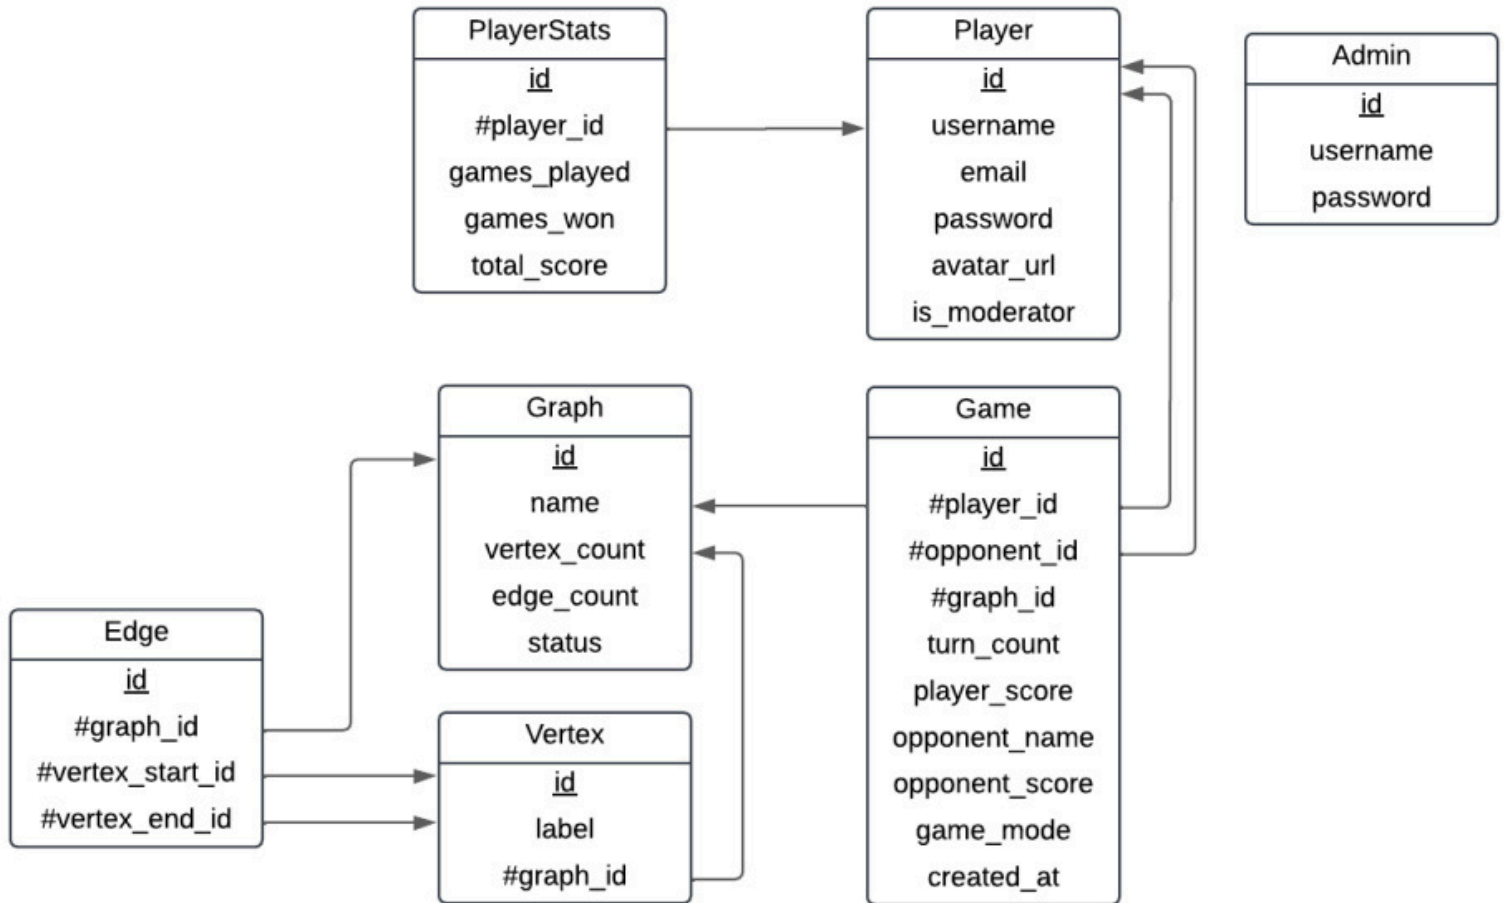 PlayerStats
id
#player_id
games_played
games_won
total_score
Player
id
username
email
password
avatar_url
is_moderator
Admin
id
username
password
Graph
id
name
vertex_count
edge_count
status
Game
id
#player_id
#opponent_id
#graph_id
turn_count
player_score
opponent_name
opponent_score
game_mode
created_at
Edge
id
#graph_id
#vertex_start_id
#vertex_end_id
Vertex
id
label
#graph_id